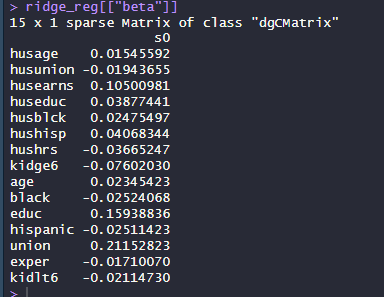 > ridge_reg[["beta"]]
15 x 1 sparse Matrix of class "dgCMatrix"
s0
husage 0.01545592
husunion -0.01943655
husearns 0.10500981
huseduc 0.03877441
husblck 0.02475497
hushisp 0.04068344
hushrs -0.03665247
kidge6 -0.07602030
age 0.02345423
black -0.02524068
educ 0.15938836
hispanic -0.02511423
union 0.21152823
exper -0.01710070
kidlt6 -0.02114730
>